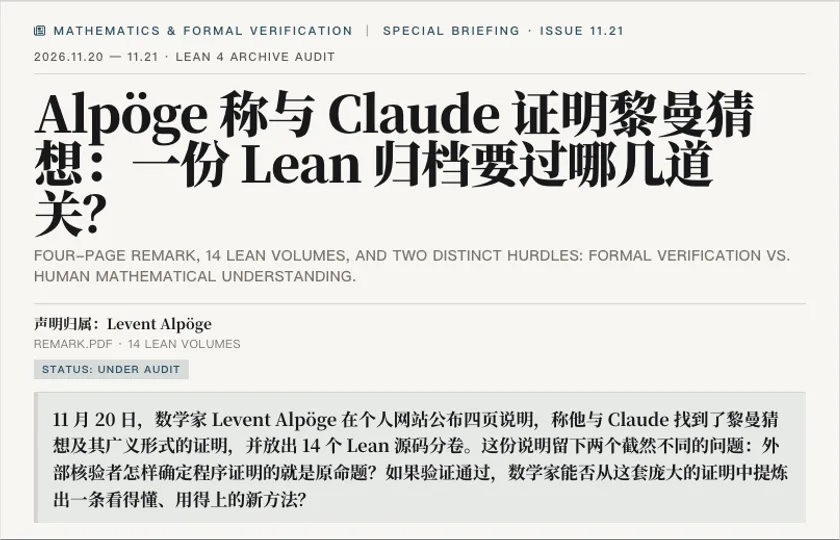 MATHEMATICS & FORMAL VERIFICATION | SPECIAL BRIEFING · ISSUE 11.21
2026.11.20 — 11.21 · LEAN 4 ARCHIVE AUDIT
Alpöge 称与 Claude 证明黎曼猜
想：一份 Lean 归档要过哪几道
关？
FOUR-PAGE REMARK, 14 LEAN VOLUMES, AND TWO DISTINCT HURDLES: FORMAL VERIFICATION VS.
HUMAN MATHEMATICAL UNDERSTANDING.
声明归属：Levent Alpöge
REMARK.PDF · 14 LEAN VOLUMES
STATUS: UNDER AUDIT
11 月 20 日，数学家 Levent Alpöge 在个人网站公布四页说明，称他与 Claude 找到了黎曼猜
想及其广义形式的证明，并放出 14 个 Lean 源码分卷。这份说明留下两个截然不同的问题：外
部核验者怎样确定程序证明的就是原命题？如果验证通过，数学家能否从这套庞大的证明中提炼
出一条看得懂、用得上的新方法？